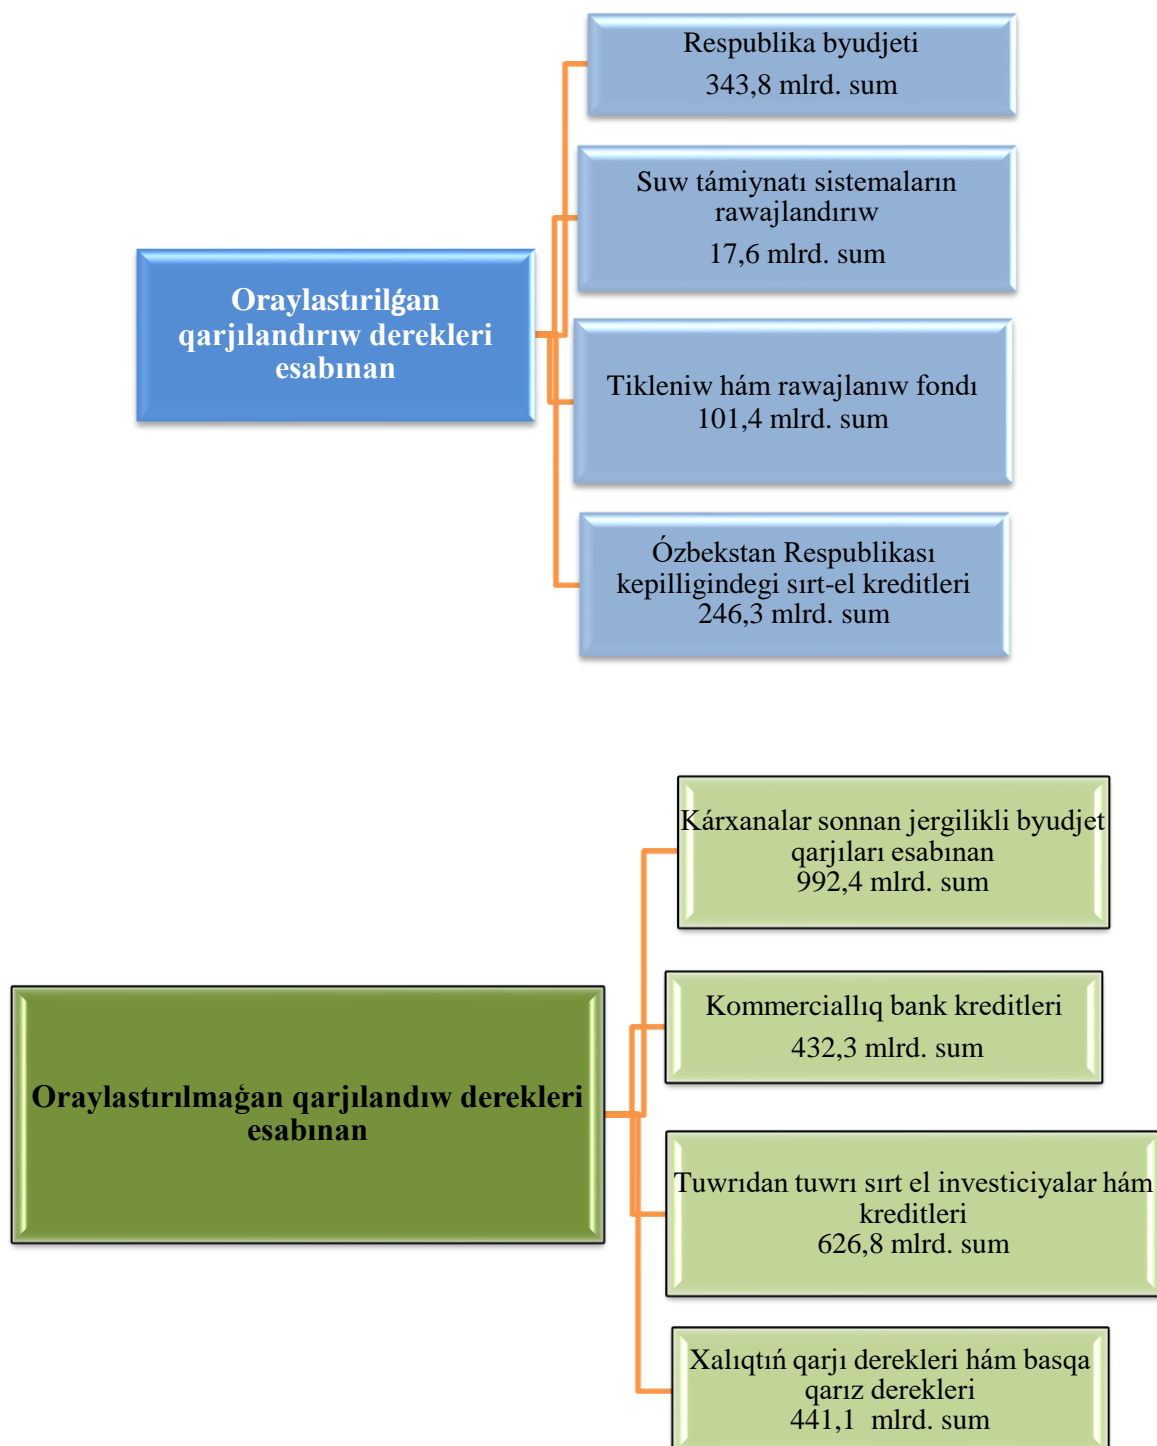 Respublika byudjeti
343,8 mlrd. sum
Suw támiynatı sistemaların
rawajlandırıw
17,6 mlrd. sum
Oraylastırilǵan
qarjılandırıw derekleri
esabınan
Tikleniw hám rawajlanıw fondı
101,4 mlrd. sum
Ózbekstan Respublikası
kepilligindegi sırt-el kreditleri
246,3 mlrd. sum
Kárxanalar sonnan jergilikli byudjet
qarjıları esabınan
992,4 mlrd. sum
Kommerciallıq bank kreditleri
432,3 mlrd. sum
Oraylastırılmaǵan qarjılandıw derekleri
esabınan
Tuwrıdan tuwrı sırt el investiciyalar hám
kreditleri
626,8 mlrd. sum
Xalıqtıń qarjı derekleri hám basqa
qarız derekleri
441,1 mlrd. sum